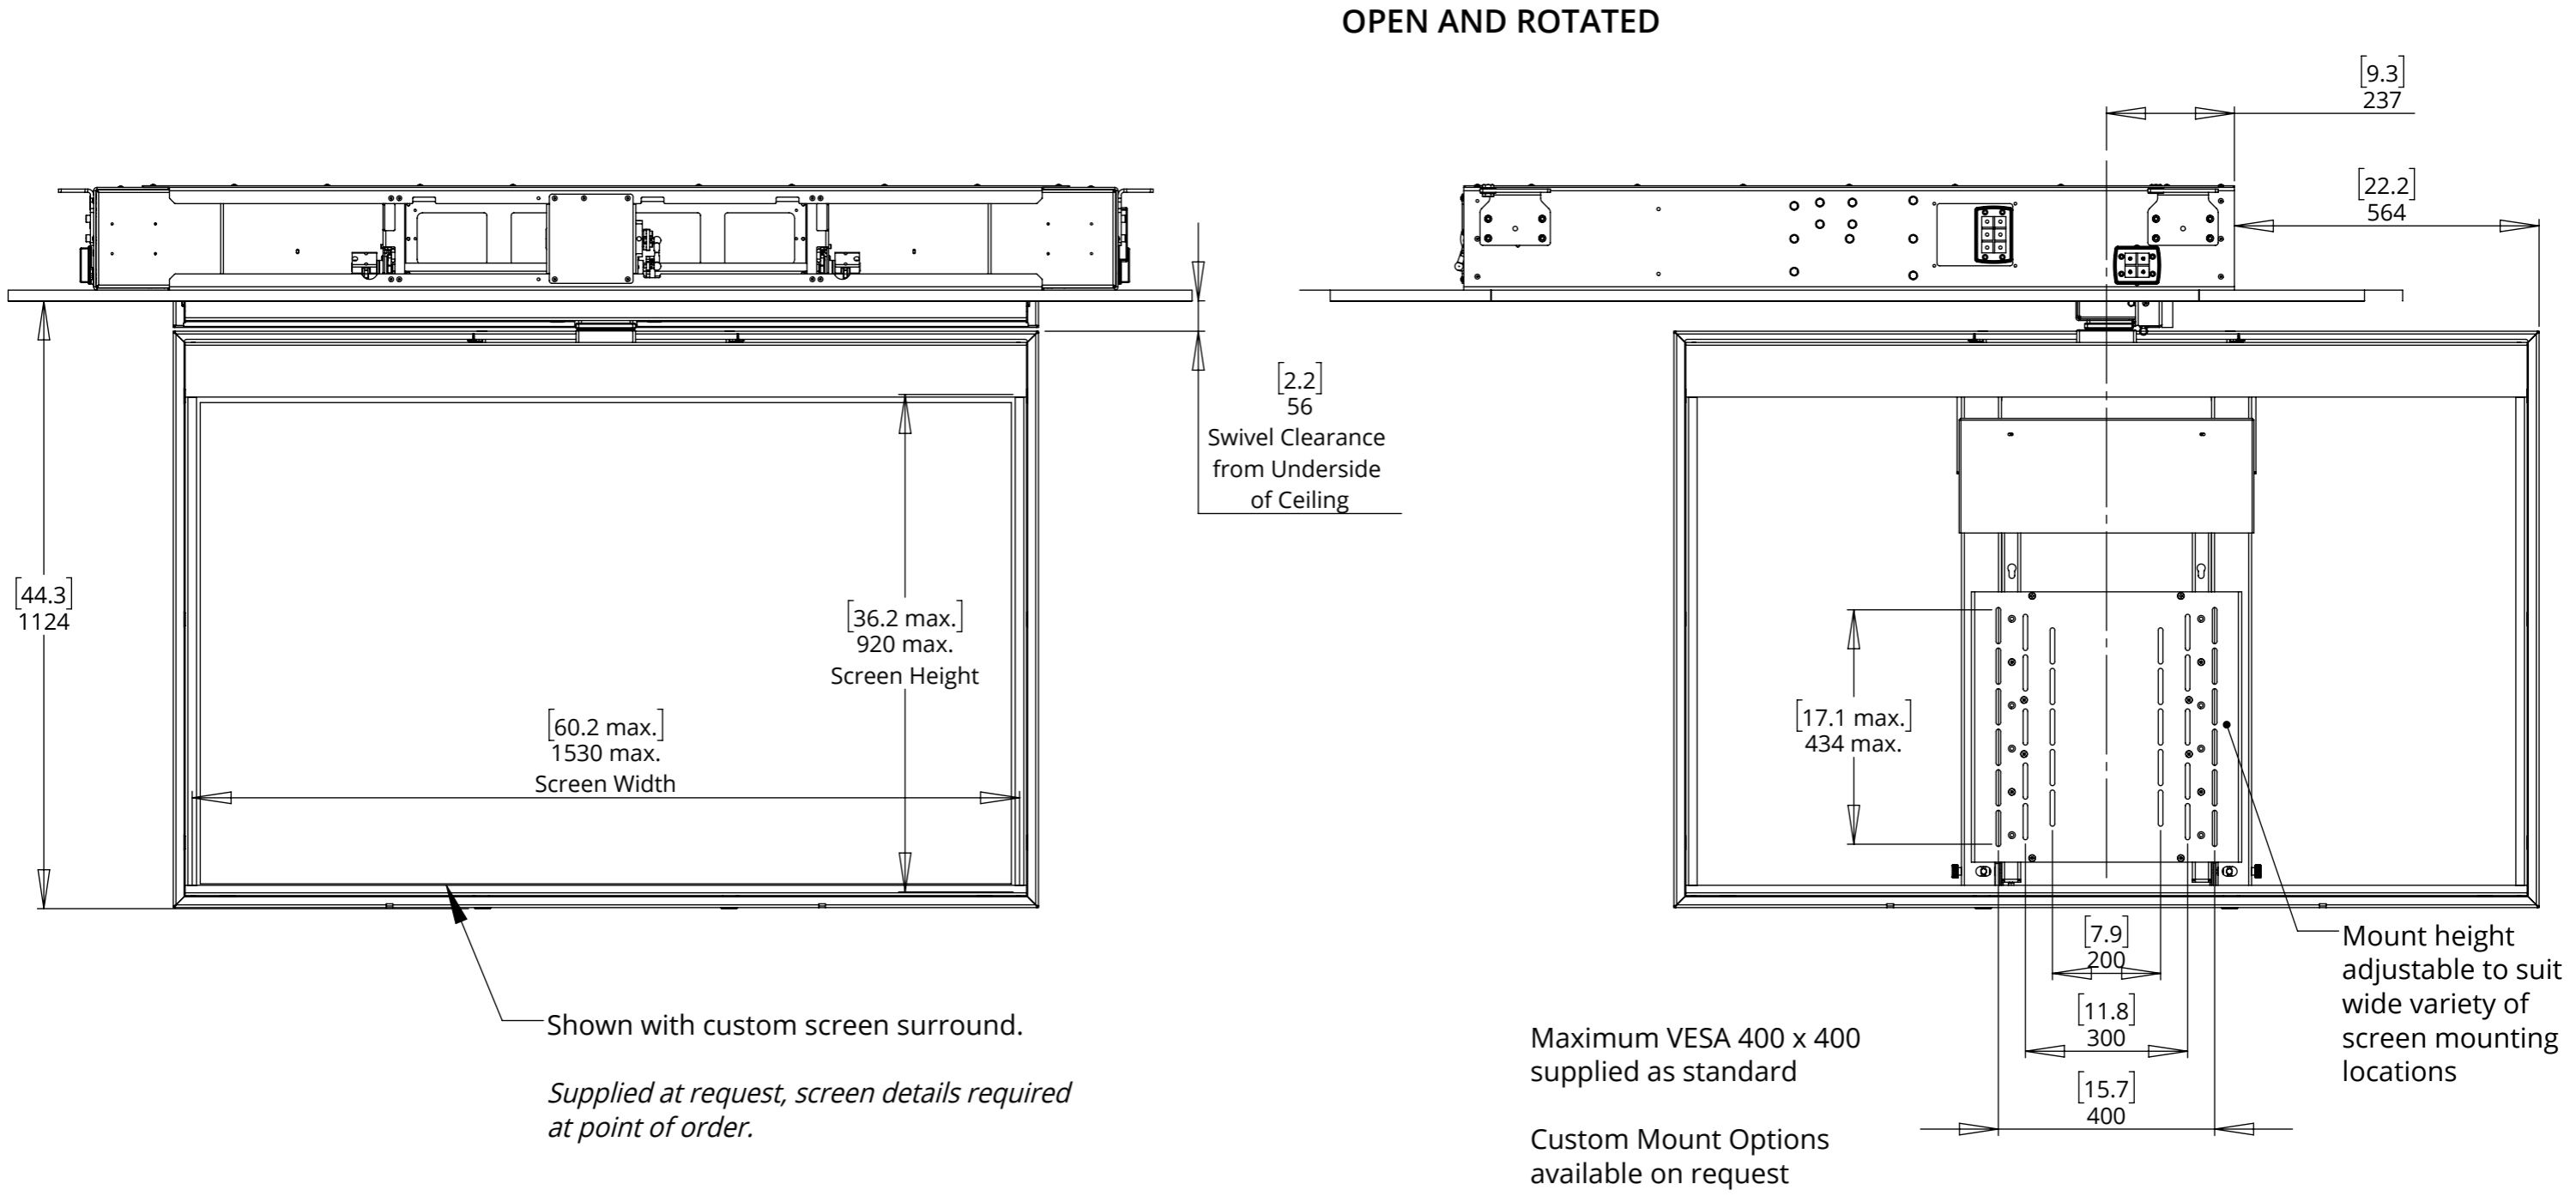 OPEN AND ROTATED
[9.3]
237
[22.2]
564
[2.2]
56
Swivel Clearance
from Underside
of Ceiling
[44.3]
1124
[36.2 max.]
920 max.
Screen Height
[60.2 max.]
1530 max.
Screen Width
[17.1 max.]
434 max.
Shown with custom screen surround.
Supplied at request, screen details required
at point of order.
[7.9]
200
[11.8]
300
[15.7]
400
Mount height
adjustable to suit
wide variety of
screen mounting
locations
Maximum VESA 400 x 400
supplied as standard
Custom Mount Options
available on request